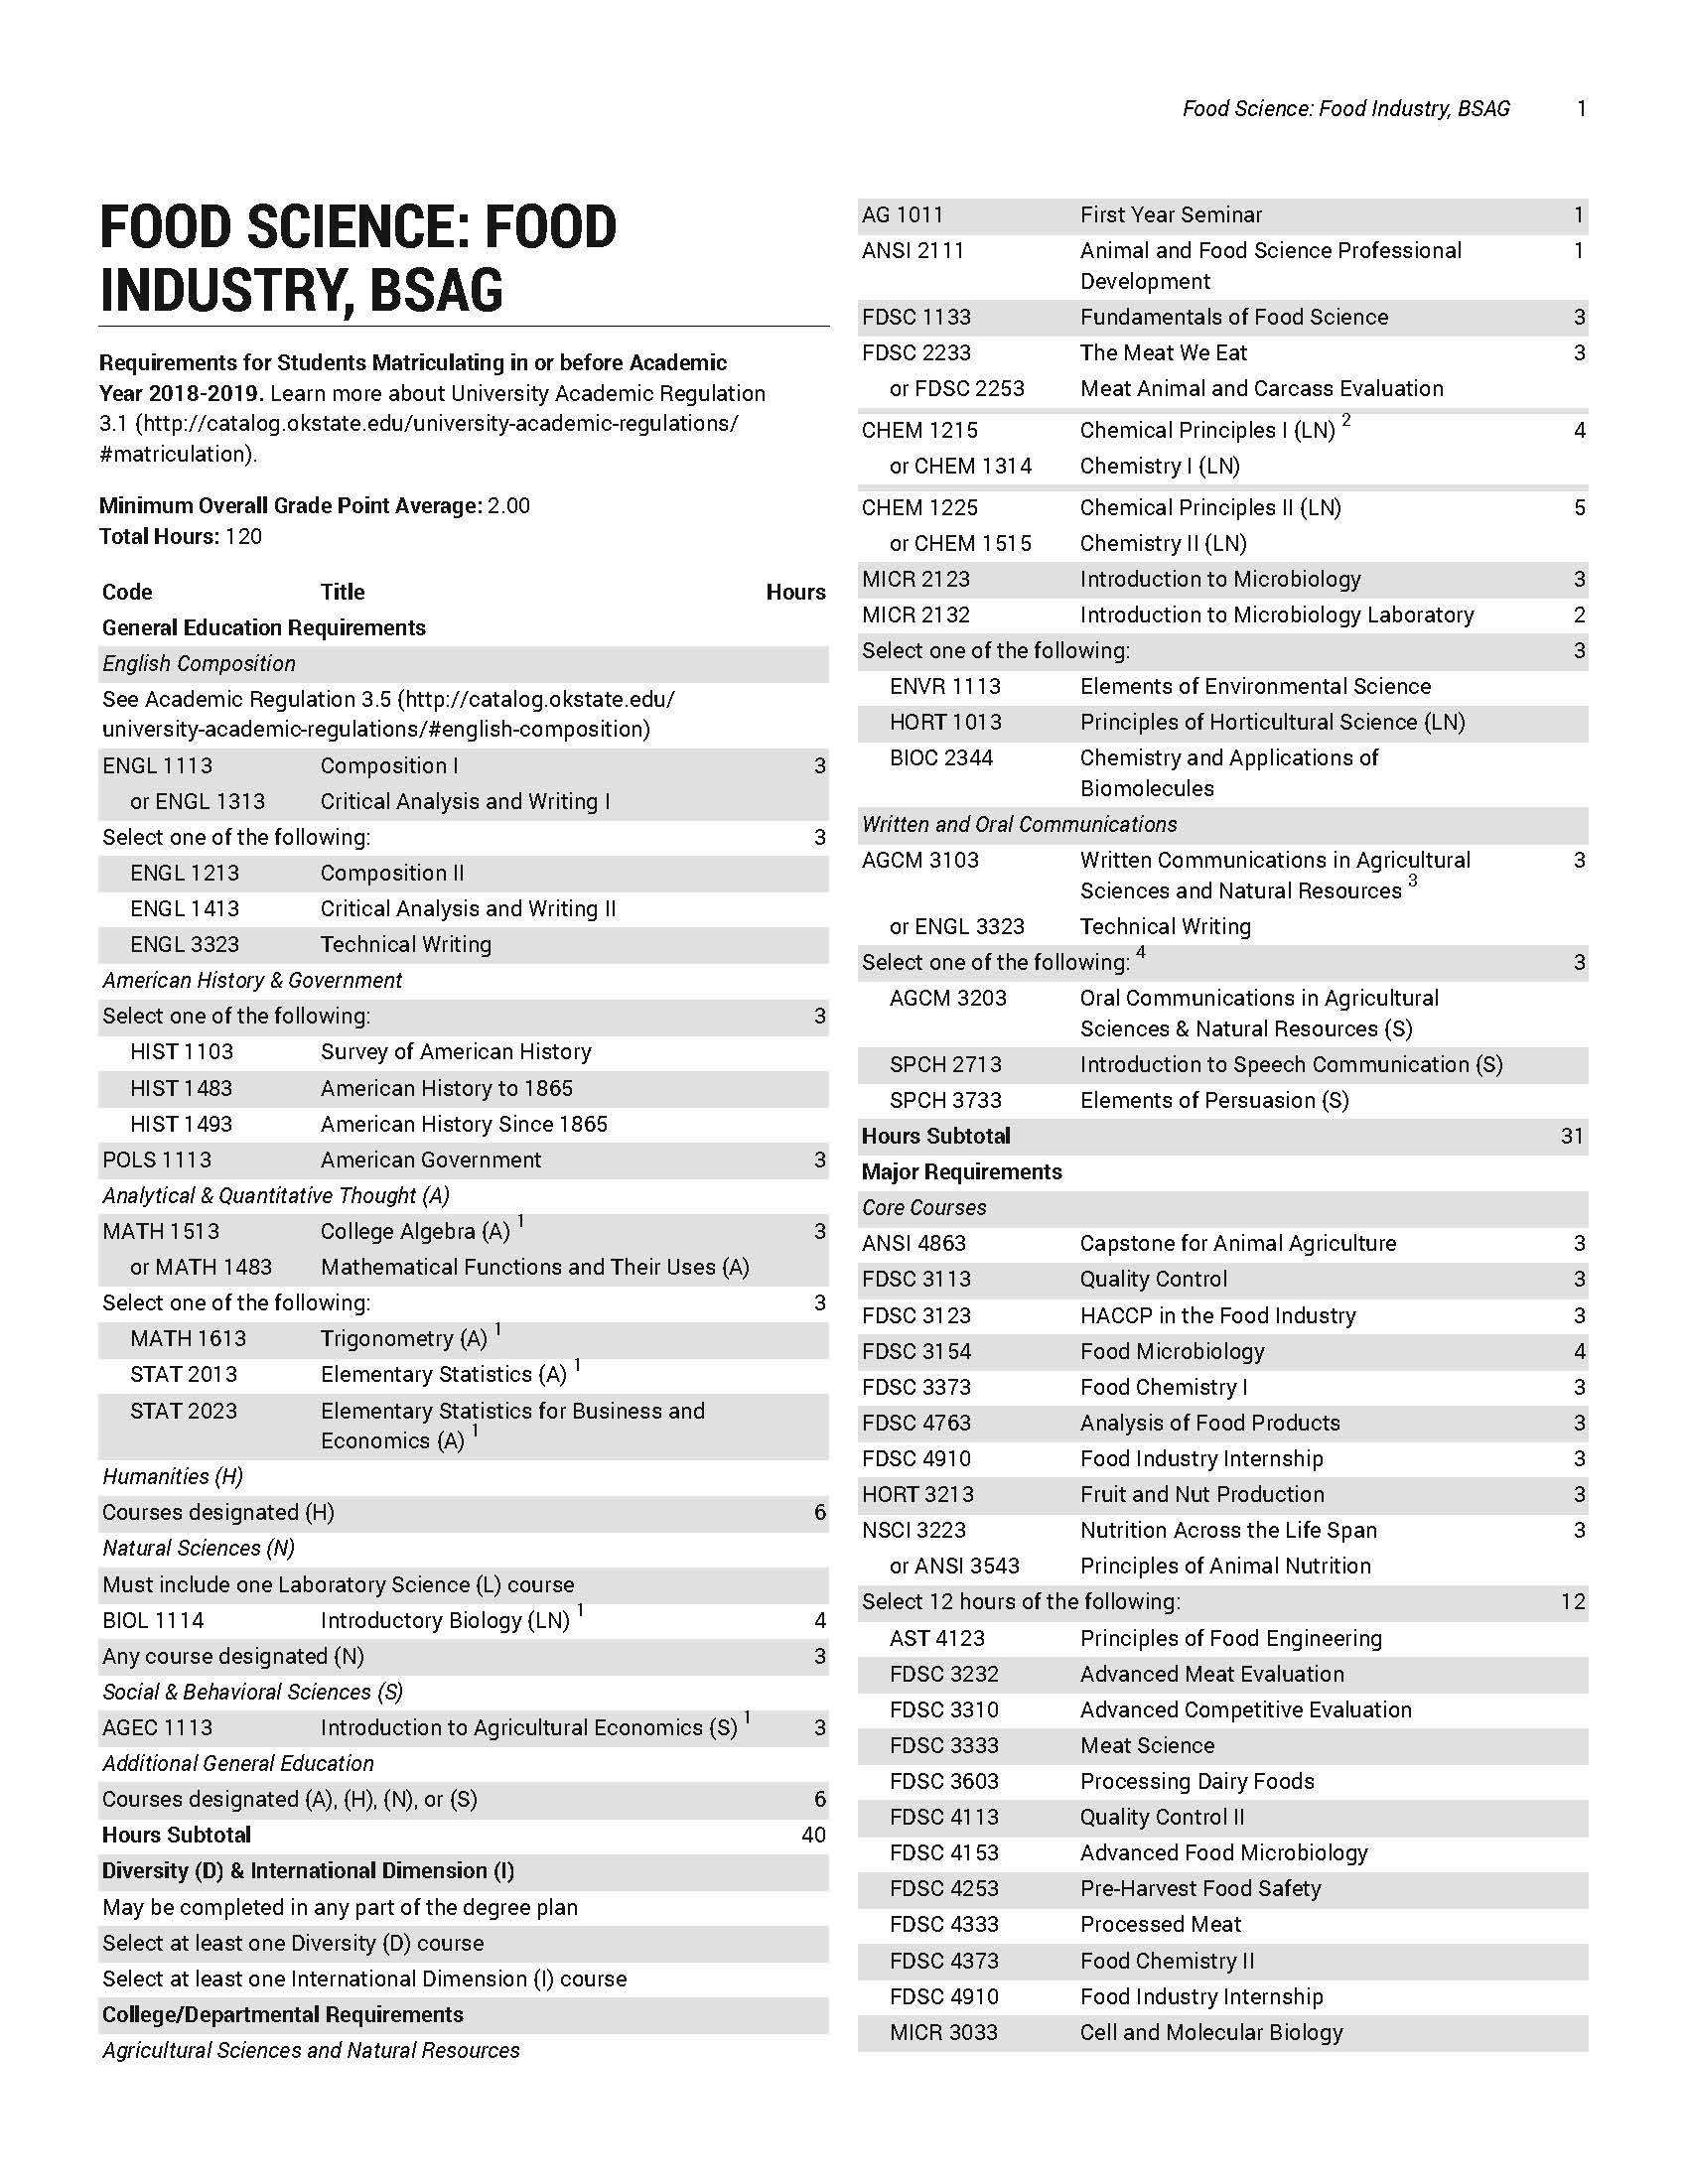 Food Science: Food Industry, BSAG 1
FOOD SCIENCE: FOOD
INDUSTRY, BSAG
Requirements for Students Matriculating in or before Academic
Year 2018-2019. Learn more about University Academic Regulation
3.1 (http://catalog.okstate.edu/university-academic-regulations/
#matriculation).
Minimum Overall Grade Point Average: 2.00
Total Hours: 120
Code Title Hours
General Education Requirements
English Composition
See Academic Regulation 3.5 (http://catalog.okstate.edu/
university-academic-regulations/#english-composition)
ENGL 1113 Composition I 3
or ENGL 1313 Critical Analysis and Writing I
Select one of the following: 3
ENGL 1213 Composition II
ENGL 1413 Critical Analysis and Writing II
ENGL 3323 Technical Writing
American History & Government
Select one of the following: 3
HIST 1103 Survey of American History
HIST 1483 American History to 1865
HIST 1493 American History Since 1865
POLS 1113 American Government 3
Analytical & Quantitative Thought (A)
MATH 1513 College Algebra (A) 1 3
or MATH 1483 Mathematical Functions and Their Uses (A)
Select one of the following: 3
MATH 1613 Trigonometry (A) 1
STAT 2013 Elementary Statistics (A) 1
STAT 2023 Elementary Statistics for Business and
Economics (A) 1
Humanities (H)
Courses designated (H) 6
Natural Sciences (N)
Must include one Laboratory Science (L) course
BIOL 1114 Introductory Biology (LN) 1 4
Any course designated (N) 3
Social & Behavioral Sciences (S)
AGEC 1113 Introduction to Agricultural Economics (S) 1 3
Additional General Education
Courses designated (A), (H), (N), or (S) 6
Hours Subtotal 40
Diversity (D) & International Dimension (I)
May be completed in any part of the degree plan
Select at least one Diversity (D) course
Select at least one International Dimension (I) course
College/Departmental Requirements
Agricultural Sciences and Natural Resources
AG 1011 First Year Seminar 1
ANSI 2111 Animal and Food Science Professional 1
Development
FDSC 1133 Fundamentals of Food Science 3
FDSC 2233 The Meat We Eat 3
or FDSC 2253 Meat Animal and Carcass Evaluation
CHEM 1215 Chemical Principles I (LN) 2 4
or CHEM 1314 Chemistry I (LN)
CHEM 1225 Chemical Principles II (LN) 5
or CHEM 1515 Chemistry II (LN)
MICR 2123 Introduction to Microbiology 3
MICR 2132 Introduction to Microbiology Laboratory 2
Select one of the following: 3
ENVR 1113 Elements of Environmental Science
HORT 1013 Principles of Horticultural Science (LN)
BIOC 2344 Chemistry and Applications of
Biomolecules
Written and Oral Communications
AGCM 3103 Written Communications in Agricultural 3
Sciences and Natural Resources 3
or ENGL 3323 Technical Writing
Select one of the following: 4 3
AGCM 3203 Oral Communications in Agricultural
Sciences & Natural Resources (S)
SPCH 2713 Introduction to Speech Communication (S)
SPCH 3733 Elements of Persuasion (S)
Hours Subtotal 31
Major Requirements
Core Courses
ANSI 4863 Capstone for Animal Agriculture 3
FDSC 3113 Quality Control 3
FDSC 3123 HACCP in the Food Industry 3
FDSC 3154 Food Microbiology 4
FDSC 3373 Food Chemistry I 3
FDSC 4763 Analysis of Food Products 3
FDSC 4910 Food Industry Internship 3
HORT 3213 Fruit and Nut Production 3
NSCI 3223 Nutrition Across the Life Span 3
or ANSI 3543 Principles of Animal Nutrition
Select 12 hours of the following: 12
AST 4123 Principles of Food Engineering
FDSC 3232 Advanced Meat Evaluation
FDSC 3310 Advanced Competitive Evaluation
FDSC 3333 Meat Science
FDSC 3603 Processing Dairy Foods
FDSC 4113 Quality Control II
FDSC 4153 Advanced Food Microbiology
FDSC 4253 Pre-Harvest Food Safety
FDSC 4333 Processed Meat
FDSC 4373 Food Chemistry II
FDSC 4910 Food Industry Internship
MICR 3033 Cell and Molecular Biology